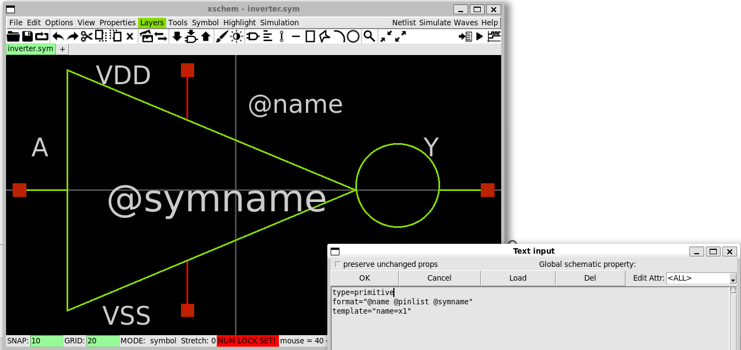 xschem - inverter.sym
File Edit Options View Properties Layers Tools Symbol Highlight Simulation Netlist Simulate Waves Help
inverter.sym +
VDD
@name
A
Y
@symname
VSS
Text input
preserve unchanged props Global schematic property:
OK Cancel Load Del Edit Attr: <ALL>
type=primitive
format="@name @pinlist @symname"
template="name=x1"
SNAP: 10 GRID: 20 MODE: symbol Stretch: 0 NUM LOCK SET! mouse = 40